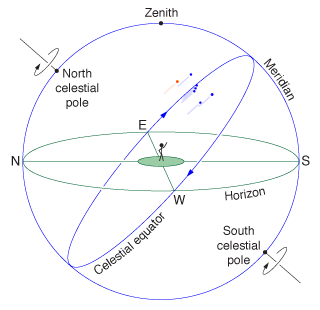 Zenith
North
celestial
pole
Meridian
E
N
S
W
Horizon
Celestial equator
South
celestial
pole